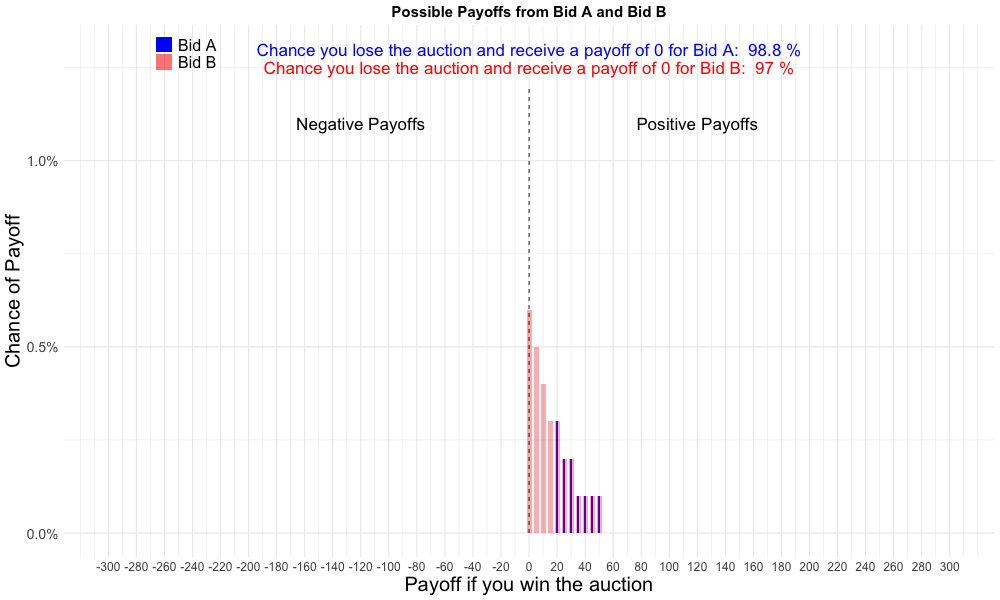 Possible Payoffs from Bid A and Bid B
Bid A
Bid B
Chance you lose the auction and receive a payoff of 0 for Bid A:  98.8 %
Chance you lose the auction and receive a payoff of 0 for Bid B:  97 %
Negative Payoffs
Positive Payoffs
Chance of Payoff
1.0%
0.5%
0.0%
-300 -280 -260 -240 -220 -200 -180 -160 -140 -120 -100 -80 -60 -40 -20 0 20 40 60 80 100 120 140 160 180 200 220 240 260 280 300
Payoff if you win the auction